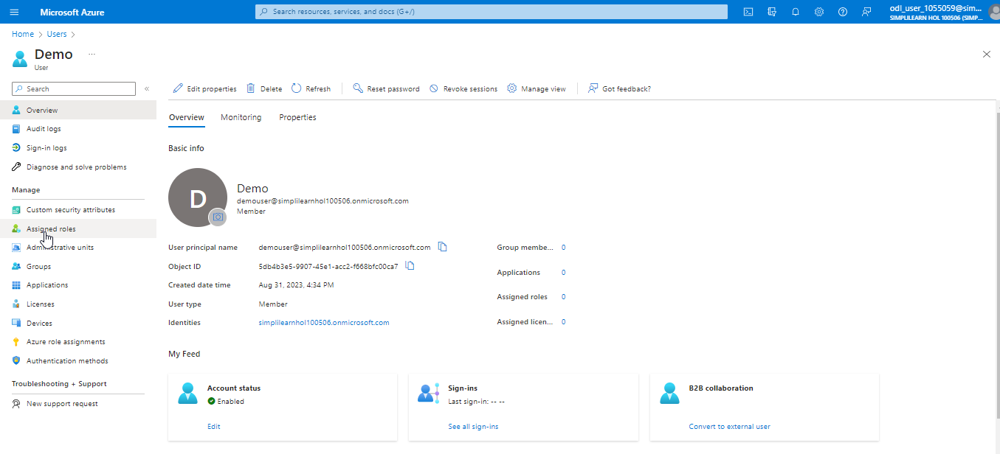 Microsoft Azure
Search resources, services, and docs (G+/)
odl_user_1055059@sim...
SIMPLILEARN HOL 100506 (SIMP...
Home > Users >
Demo ...
User
Search «
Edit properties Delete Refresh Reset password Revoke sessions Manage view Got feedback?
Overview
Audit logs
Sign-in logs
Diagnose and solve problems
Manage
Custom security attributes
Assigned roles
Administrative units
Groups
Applications
Licenses
Devices
Azure role assignments
Authentication methods
Troubleshooting + Support
New support request
Overview Monitoring Properties
Basic info
D
Demo
demouser@simplilearnhol100506.onmicrosoft.com
Member
User principal name demouser@simplilearnhol100506.onmicrosoft.com
Object ID 5db4b3e5-9907-45e1-acc2-f668bfc00ca7
Created date time Aug 31, 2023, 4:34 PM
User type Member
Identities simplilearnhol100506.onmicrosoft.com
Group membe... 0
Applications 0
Assigned roles 0
Assigned licen... 0
My Feed
Account status
Enabled
Edit
Sign-ins
Last sign-in: -- --
See all sign-ins
B2B collaboration
Convert to external user